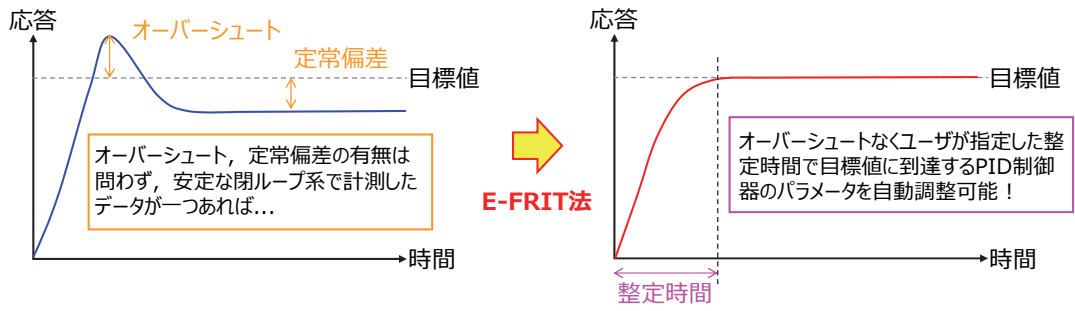 応答
オーバーシュート
定常偏差
目標値
オーバーシュート，定常偏差の有無は
問わず，安定な閉ループ系で計測した
データが一つあれば…
時間
E-FRIT法
応答
目標値
オーバーシュートなくユーザが指定した整
定時間で目標値に到達するPID制御
器のパラメータを自動調整可能！
時間
整定時間